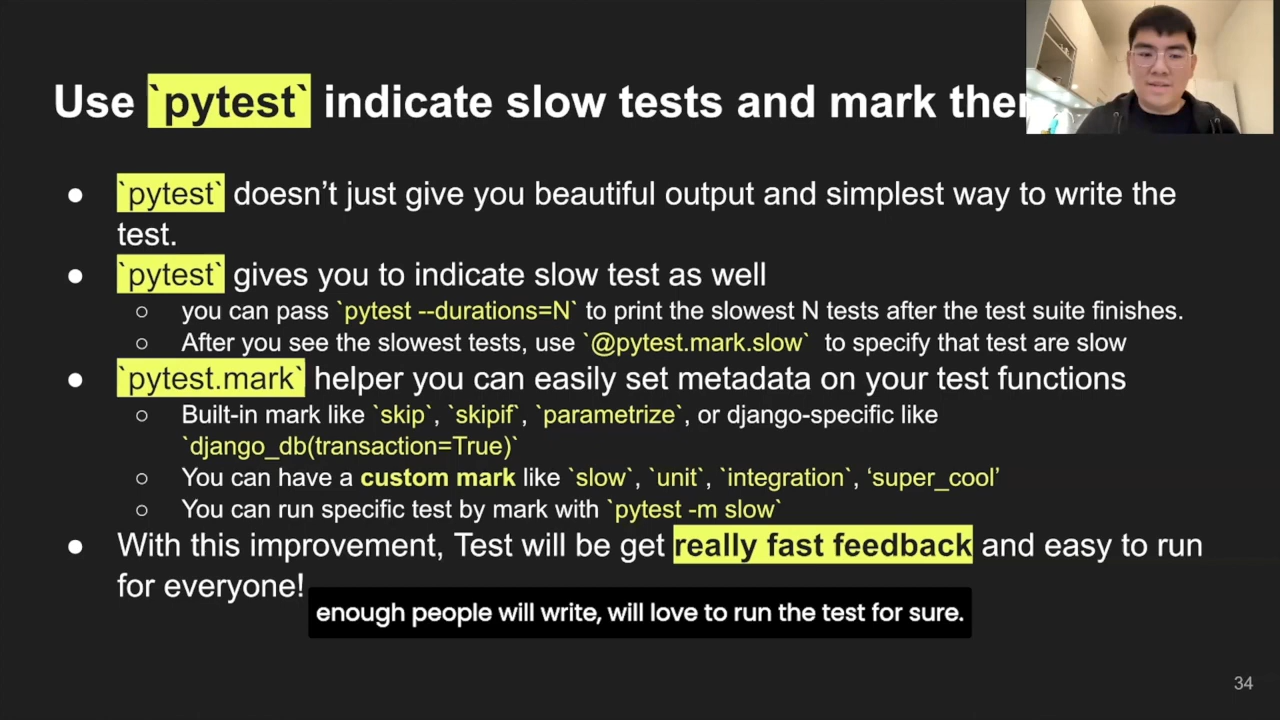 Use `pytest` indicate slow tests and mark
● `pytest` doesn’t just give you beautiful output and simplest way to write the
test.
● `pytest` gives you to indicate slow test as well
○ you can pass `pytest --durations=N` to print the slowest N tests after the test suite finishes.
○ After you see the slowest tests, use `@pytest.mark.slow` to specify that test are slow
● `pytest.mark` helper you can easily set metadata on your test functions
○ Built-in mark like `skip`, `skipif`, `parametrize`, or django-specific like
`django_db(transaction=True)`
○ You can have a custom mark like `slow`, `unit`, `integration`, ‘super_cool’
○ You can run specific test by mark with `pytest -m slow`
● With this improvement, Test will be get really fast feedback and easy to run
for everyone!
enough people will write, will love to run the test for sure.
34